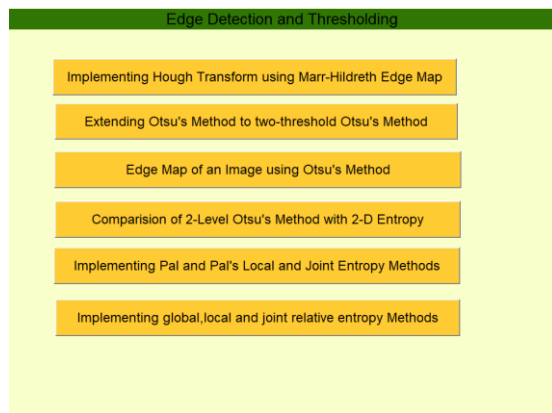 Edge Detection and Thresholding
Implementing Hough Transform using Marr-Hildreth Edge Map
Extending Otsu's Method to two-threshold Otsu's Method
Edge Map of an Image using Otsu's Method
Comparision of 2-Level Otsu's Method with 2-D Entropy
Implementing Pal and Pal's Local and Joint Entropy Methods
Implementing global,local and joint relative entropy Methods